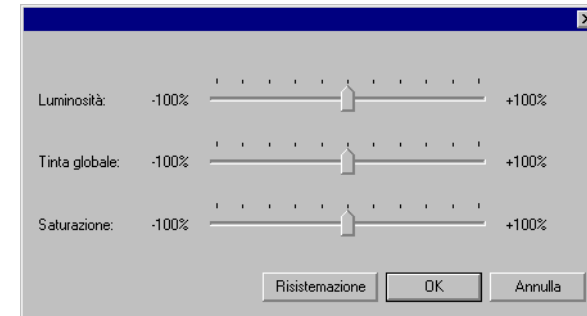 Luminosità: -100% +100%
Tinta globale: -100% +100%
Saturazione: -100% +100%
Risistemazione OK Annulla